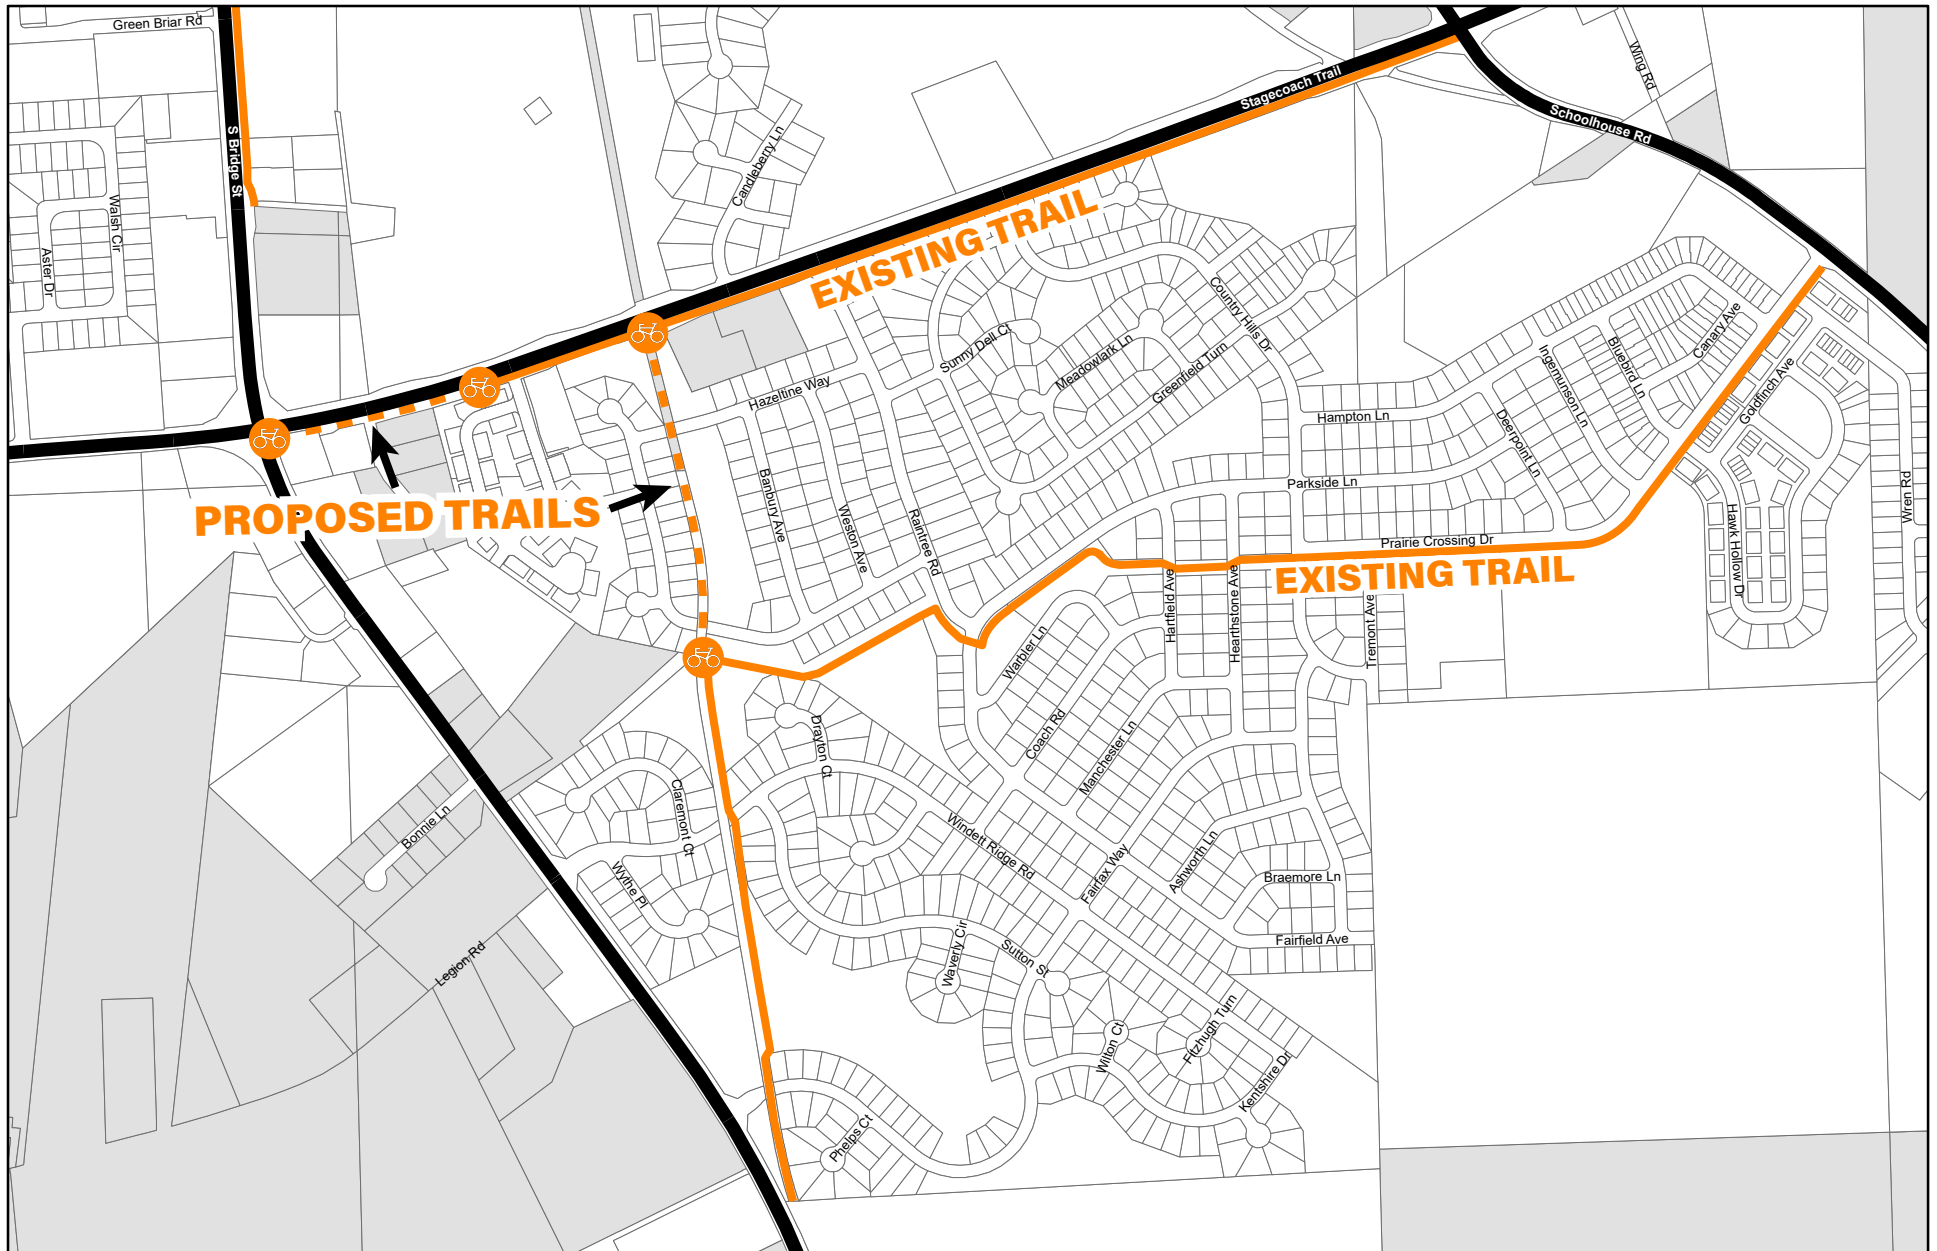 Green Briar Rd
S Bridge St
Walsh Cir
Aster Dr
Candleberry Ln
Stagecoach Trail
Wing Rd
Schoolhouse Rd
EXISTING TRAIL
Country Hills Dr
Sunny Dell Ct
Meadowlark Ln
Greenfield Turn
Hazeltine Way
Ingemunson Ln
Bluebird Ln
Canary Ave
Goldfinch Ave
Hampton Ln
Deerpoint Ln
Parkside Ln
Banbury Ave
Weston Ave
Raintree Rd
Wren Rd
PROPOSED TRAILS
Prairie Crossing Dr
Hawk Hollow Dr
EXISTING TRAIL
Hartfield Ave
Hearthstone Ave
Tremont Ave
Warbler Ln
Coach Rd
Manchester Ln
Drayton Ct
Claremont Ct
Bonnie Ln
Wythe Pl
Windett Ridge Rd
Fairfax Way
Ashworth Ln
Braemore Ln
Fairfield Ave
Legion Rd
Waverly Cir
Sutton St
Wilton Ct
Fitzhugh Turn
Kentshire Dr
Phelps Ct